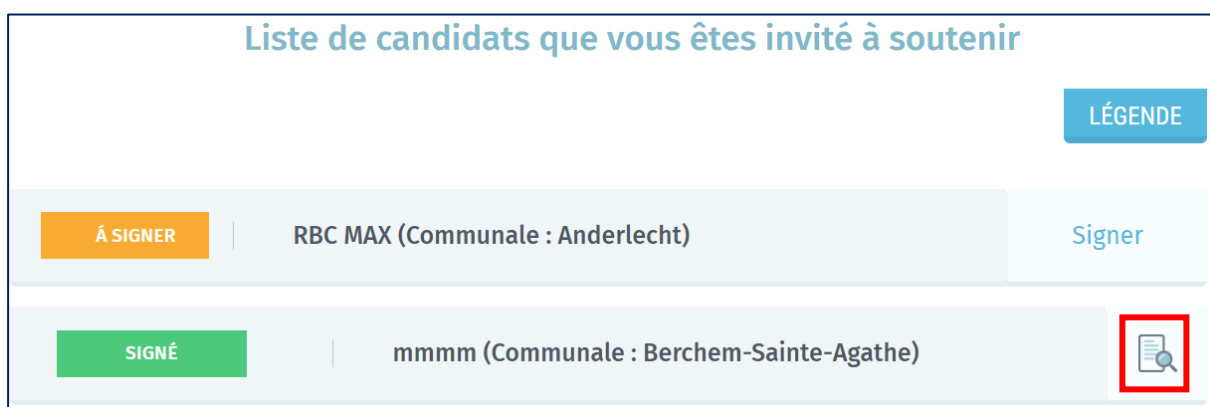 Liste de candidats que vous êtes invité à soutenir
LÉGENDE
Á SIGNER RBC MAX (Communale : Anderlecht) Signer
SIGNÉ mmmm (Communale : Berchem-Sainte-Agathe)